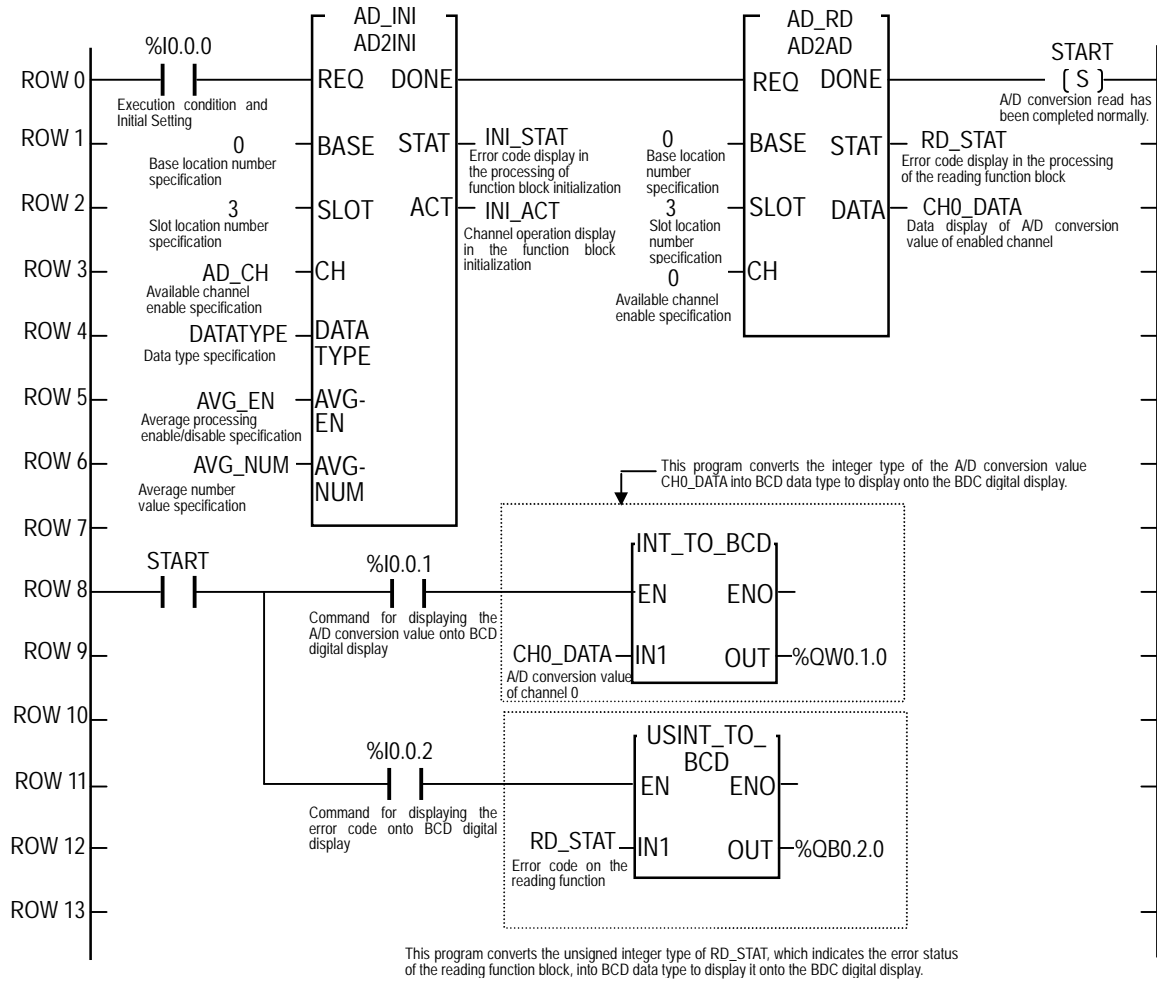 AD_INI
AD2INI
AD_RD
AD2AD
%I0.0.0
START
ROW 0
REQ DONE
REQ DONE
( S )
Execution condition and
Initial Setting
A/D conversion read has
been completed normally.
ROW 1
0
BASE STAT
INI_STAT
0
BASE STAT
RD_STAT
Base location number
specification
Error code display in
the processing of
function block initialization
Base location
number
specification
Error code display in the processing
of the reading function block
ROW 2
3
SLOT ACT
INI_ACT
3
SLOT DATA
CH0_DATA
Slot location number
specification
Channel operation display
in the function block
initialization
Slot location
number
specification
Data display of A/D conversion
value of enabled channel
ROW 3
AD_CH
CH
0
CH
Available channel
enable specification
Available channel
enable specification
ROW 4
DATATYPE
DATA
TYPE
Data type specification
ROW 5
AVG_EN
AVG-
EN
Average processing
enable/disable specification
ROW 6
AVG_NUM
AVG-
NUM
Average number
value specification
This program converts the integer type of the A/D conversion value
CH0_DATA into BCD data type to display onto the BDC digital display.
ROW 7
START
%I0.0.1
INT_TO_BCD
ROW 8
EN ENO
Command for displaying the
A/D conversion value onto BCD
digital display
ROW 9
CH0_DATA
IN1 OUT
%QW0.1.0
A/D conversion value
of channel 0
ROW 10
%I0.0.2
USINT_TO_
BCD
ROW 11
EN ENO
Command for displaying the
error code onto BCD digital
display
ROW 12
RD_STAT
IN1 OUT
%QB0.2.0
Error code on the
reading function
ROW 13
This program converts the unsigned integer type of RD_STAT, which indicates the error status
of the reading function block, into BCD data type to display it onto the BDC digital display.